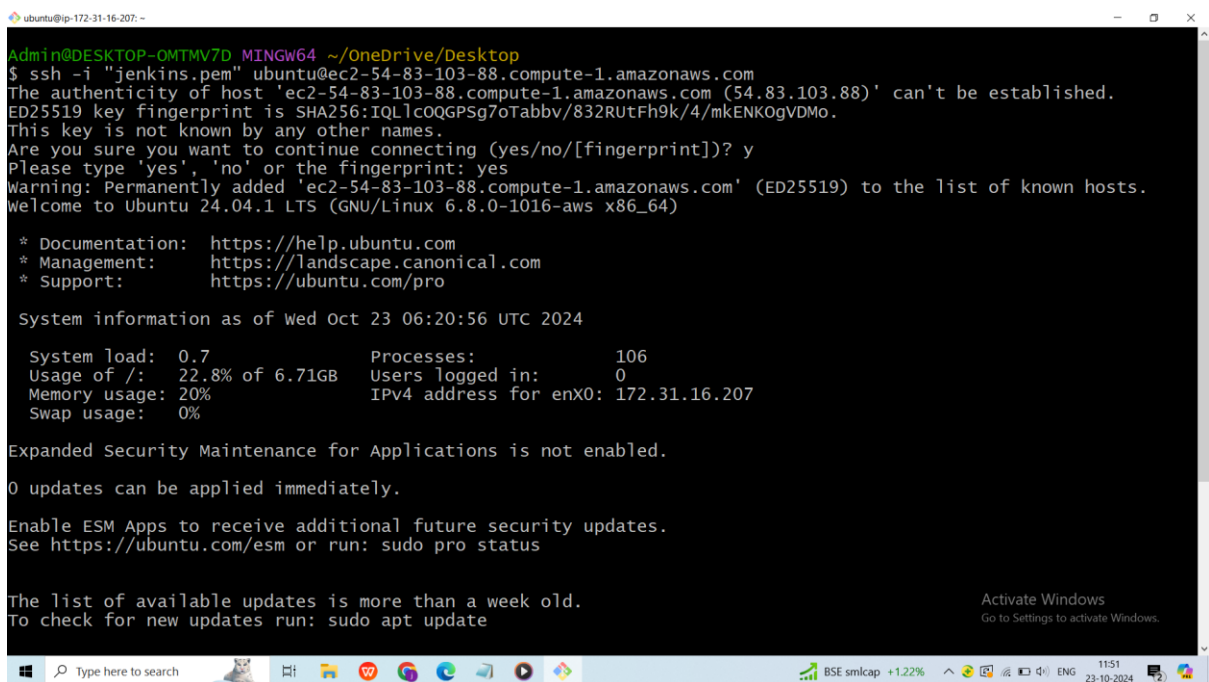 ubuntu@ip-172-31-16-207: ~
Admin@DESKTOP-OMTMV7D MINGW64 ~/OneDrive/Desktop
$ ssh -i "jenkins.pem" ubuntu@ec2-54-83-103-88.compute-1.amazonaws.com
The authenticity of host 'ec2-54-83-103-88.compute-1.amazonaws.com (54.83.103.88)' can't be established.
ED25519 key fingerprint is SHA256:IQLlcOQGPSg7oTabbv/832RUtFh9k/4/mkENKOgVDMo.
This key is not known by any other names.
Are you sure you want to continue connecting (yes/no/[fingerprint])? y
Please type 'yes', 'no' or the fingerprint: yes
Warning: Permanently added 'ec2-54-83-103-88.compute-1.amazonaws.com' (ED25519) to the list of known hosts.
Welcome to Ubuntu 24.04.1 LTS (GNU/Linux 6.8.0-1016-aws x86_64)
* Documentation: https://help.ubuntu.com
* Management: https://landscape.canonical.com
* Support: https://ubuntu.com/pro
System information as of Wed Oct 23 06:20:56 UTC 2024
System load: 0.7 Processes: 106
Usage of /: 22.8% of 6.71GB Users logged in: 0
Memory usage: 20% IPv4 address for enX0: 172.31.16.207
Swap usage: 0%
Expanded Security Maintenance for Applications is not enabled.
0 updates can be applied immediately.
Enable ESM Apps to receive additional future security updates.
See https://ubuntu.com/esm or run: sudo pro status
The list of available updates is more than a week old.
To check for new updates run: sudo apt update
Activate Windows
Go to Settings to activate Windows.
Type here to search
BSE smlcap +1.22%
ENG
11:51
23-10-2024
2